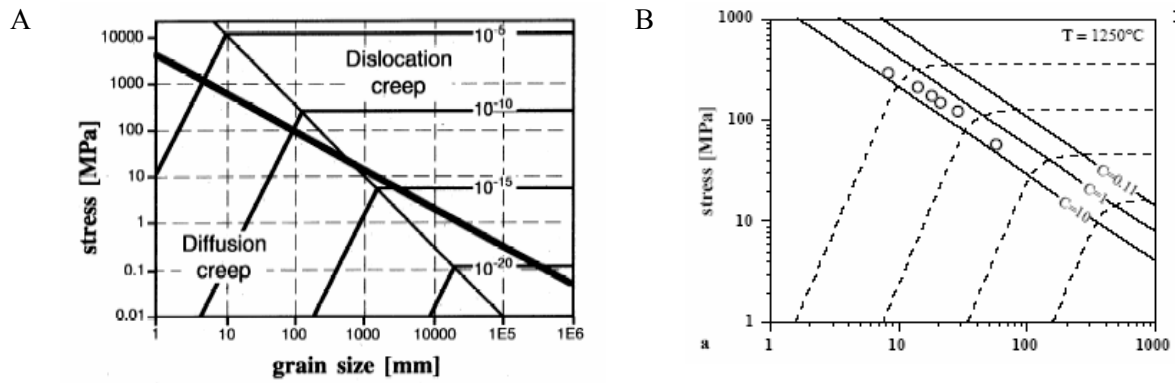 A
10000
1000
100
10
1
0.1
0.01
stress [MPa]
Dislocation
creep
Diffusion
creep
10-5
10-10
10-15
10-20
1
10
100
1000
10000
1E5
1E6
grain size [mm]
B
1000
100
10
1
stress [MPa]
T = 1250°C
C=0.11
C=1
C=10
a
1
10
100
1000